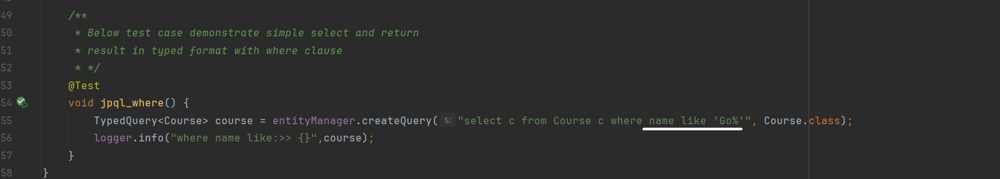 49 /**
50 * Below test case demonstrate simple select and return
51 * result in typed format with where clause
52 * */
53 @Test
54 void jpql_where() {
55 TypedQuery<Course> course = entityManager.createQuery( s: "select c from Course c where name like 'Go%'", Course.class);
56 logger.info("where name like:>> {}",course);
57 }
58 }